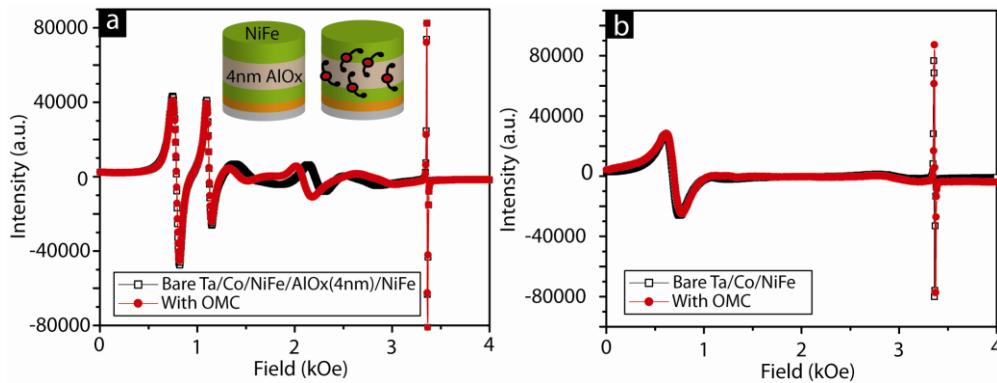 a
NiFe
4nm AlOx
80000
40000
0
-40000
-80000
Intensity (a.u.)
Bare Ta/Co/NiFe/AlOx(4nm)/NiFe
With OMC
0 1 2 3 4
Field (kOe)
b
80000
40000
0
-40000
-80000
Intensity (a.u.)
Bare Ta/Co/NiFe
With OMC
0 1 2 3 4
Field (kOe)